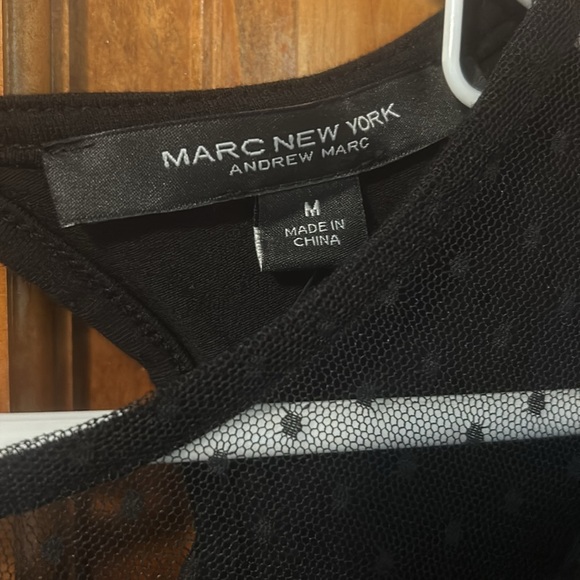 MARC NEW YORK
ANDREW MARC
M
MADE IN
CHINA